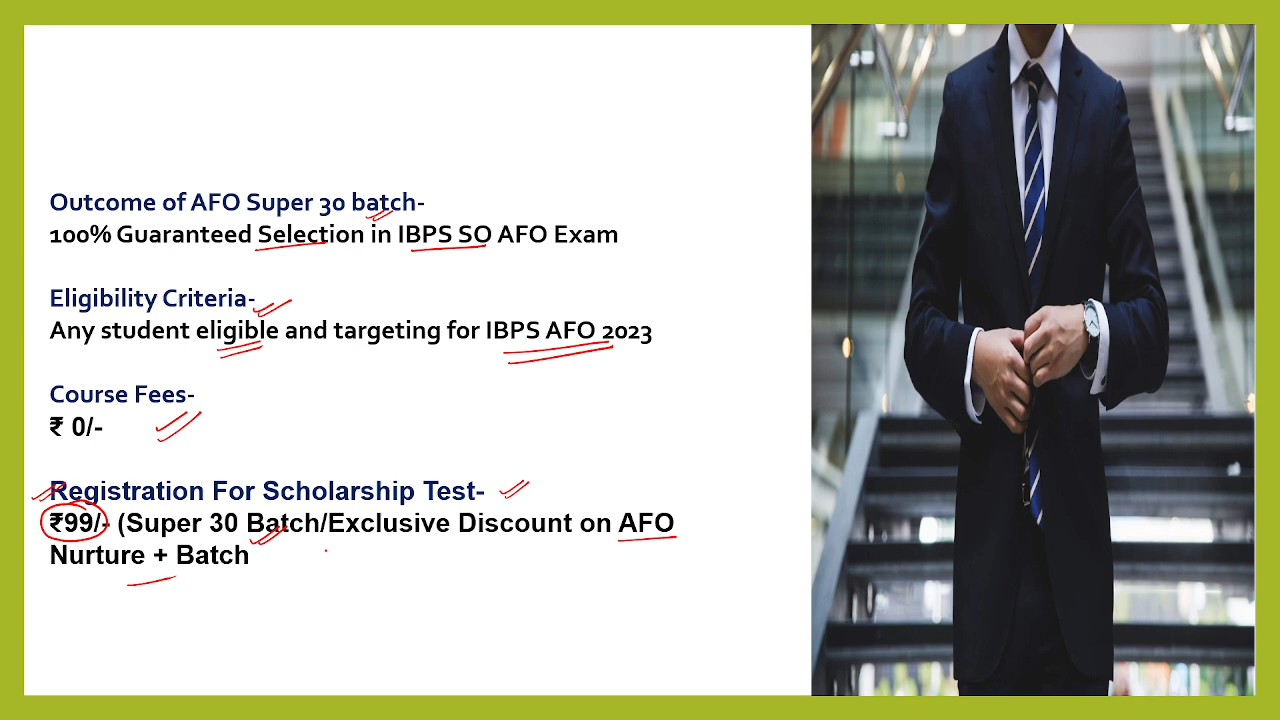 Outcome of AFO Super 30 batch-
100% Guaranteed Selection in IBPS SO AFO Exam
Eligibility Criteria-
Any student eligible and targeting for IBPS AFO 2023
Course Fees-
₹ 0/-
Registration For Scholarship Test-
₹99/- (Super 30 Batch/Exclusive Discount on AFO
Nurture + Batch